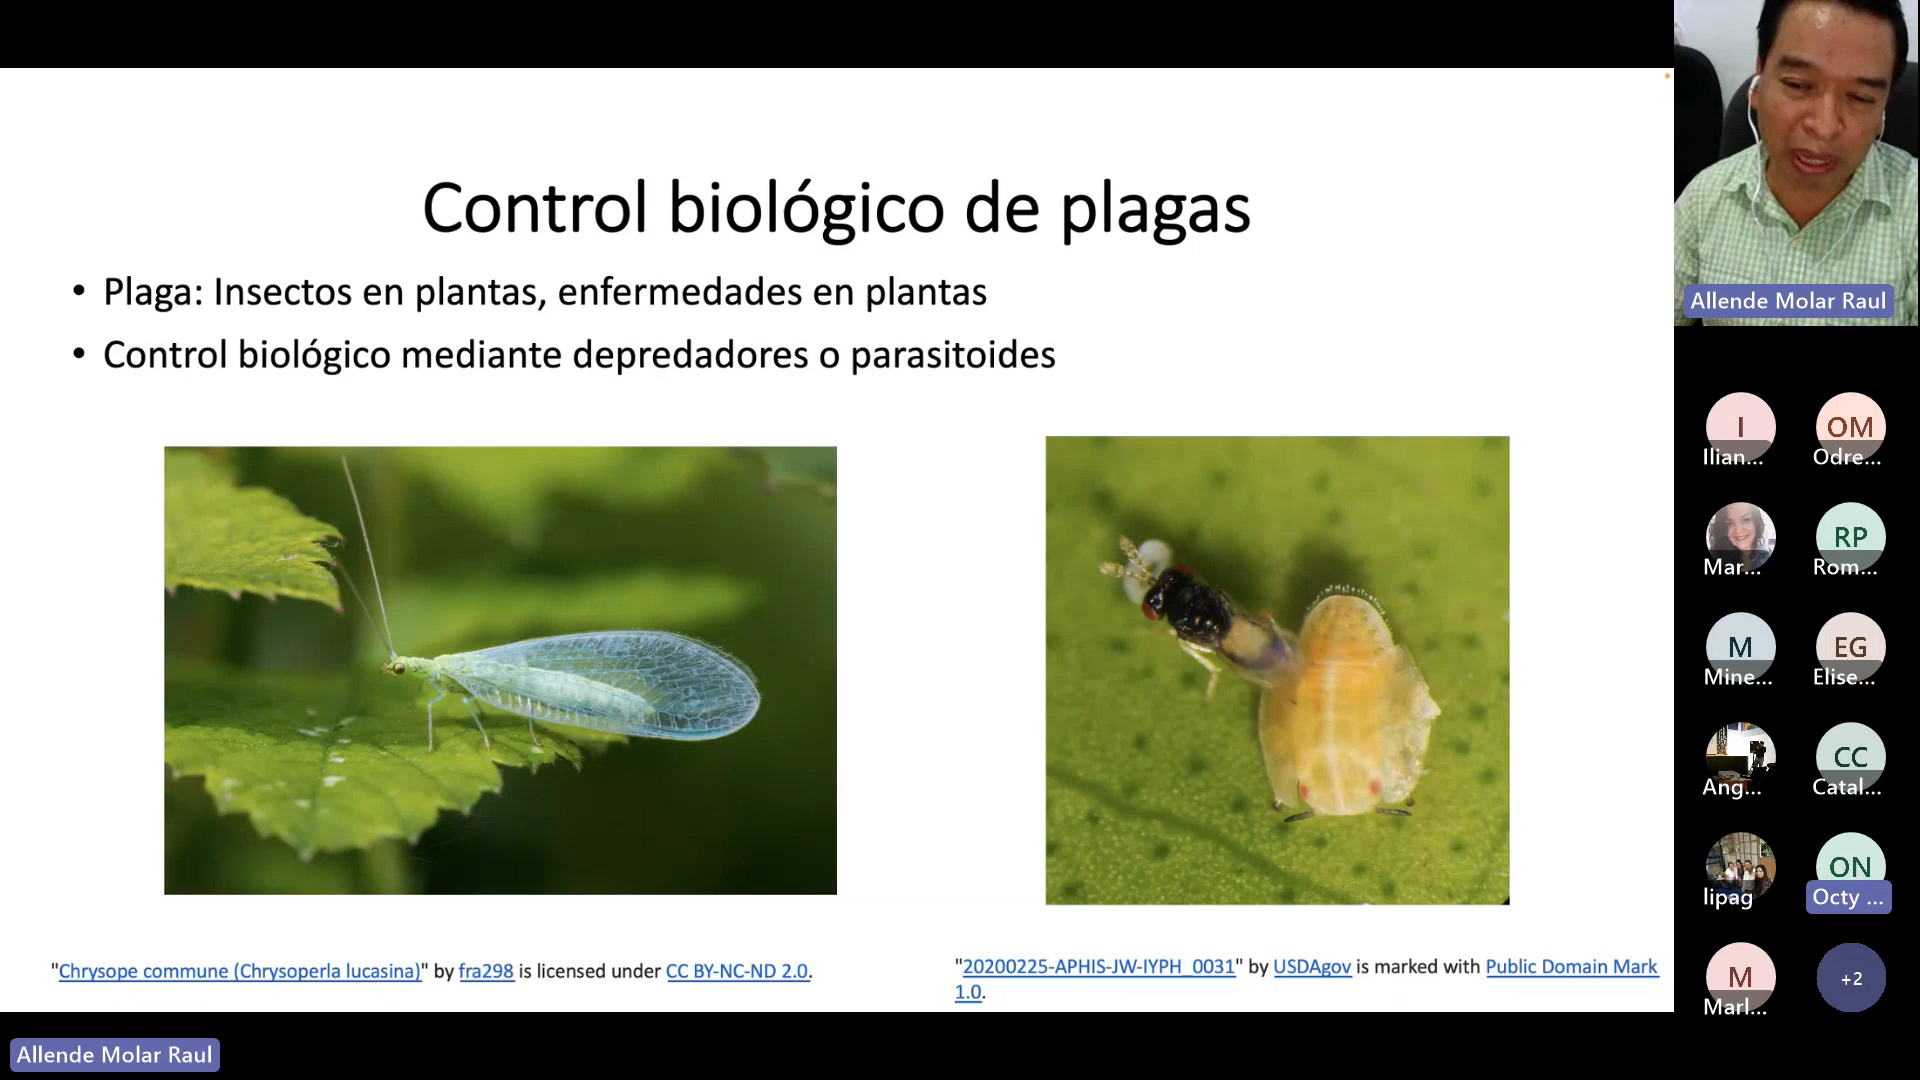 Control biológico de plagas
• Plaga: Insectos en plantas, enfermedades en plantas
• Control biológico mediante depredadores o parasitoides
"Chrysope commune (Chrysoperla lucasina)" by fra298 is licensed under CC BY-NC-ND 2.0.
"20200225-APHIS-JW-IYPH_0031" by USDAgov is marked with Public Domain Mark
1.0.
Allende Molar Raul
Allende Molar Raul
I
Ilian...
OM
Odre...
Mar...
RP
Rom...
M
Mine...
EG
Elise...
Ang...
CC
Catal...
lipag
ON
Octy ...
M
Marl...
+2